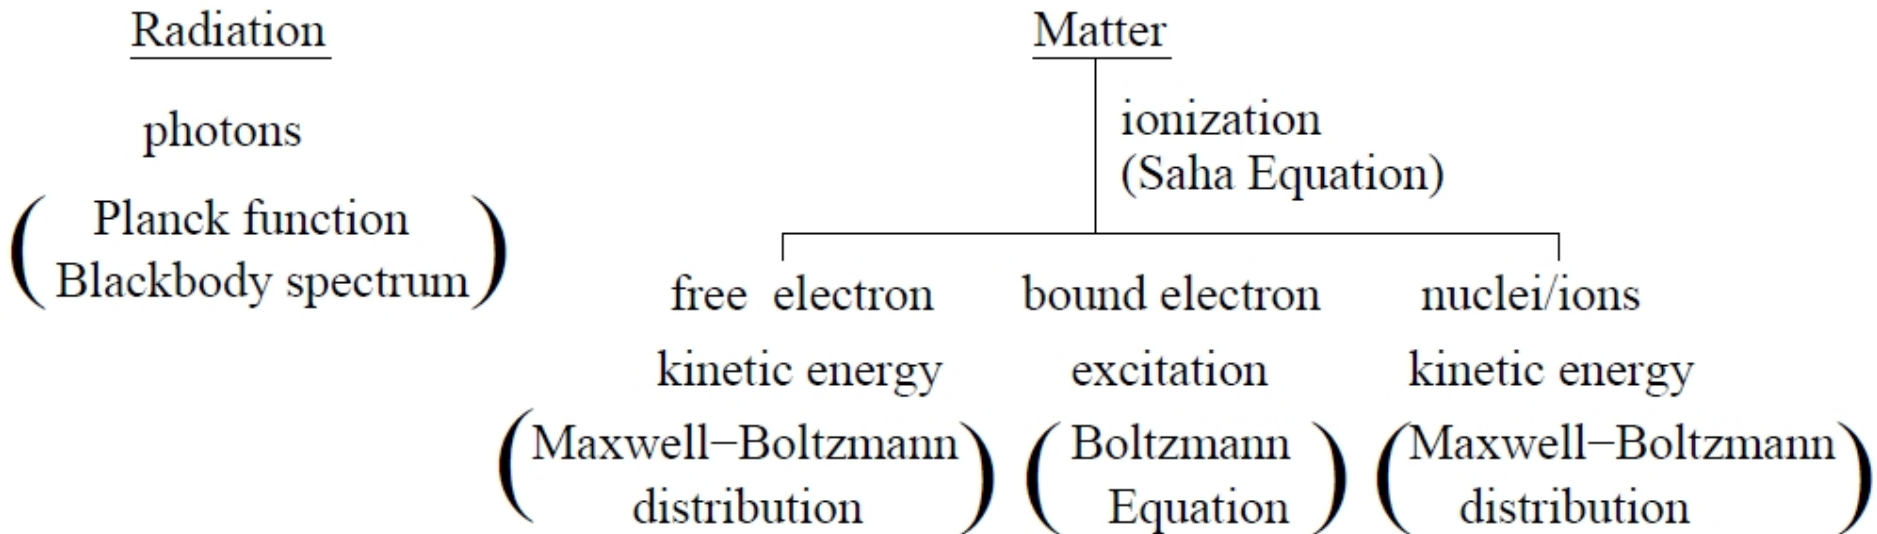 Radiation
photons
(Planck function
Blackbody spectrum)
Matter
ionization
(Saha Equation)
free electron
kinetic energy
(Maxwell−Boltzmann
distribution)
bound electron
excitation
(Boltzmann
Equation)
nuclei/ions
kinetic energy
(Maxwell−Boltzmann
distribution)